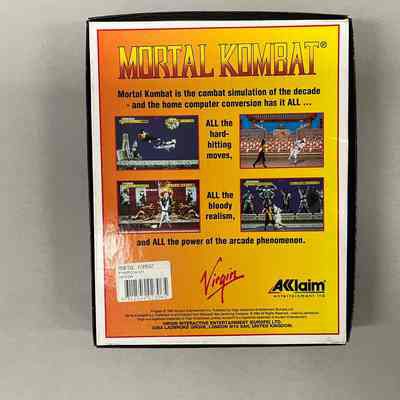 MORTAL KOMBAT®
Mortal Kombat is the combat simulation of the decade
- and the home computer conversion has it ALL ...
ALL the
hard-
hitting
moves,
ALL the
bloody
realism,
and ALL the power of the arcade phenomenon.
MORTAL KOMBAT
Virgin
AKClaim
entertainment ltd
VIRGIN INTERACTIVE ENTERTAINMENT (EUROPE) LTD.
338A LADBROKE GROVE, LONDON W10 5AH, UNITED KINGDOM.